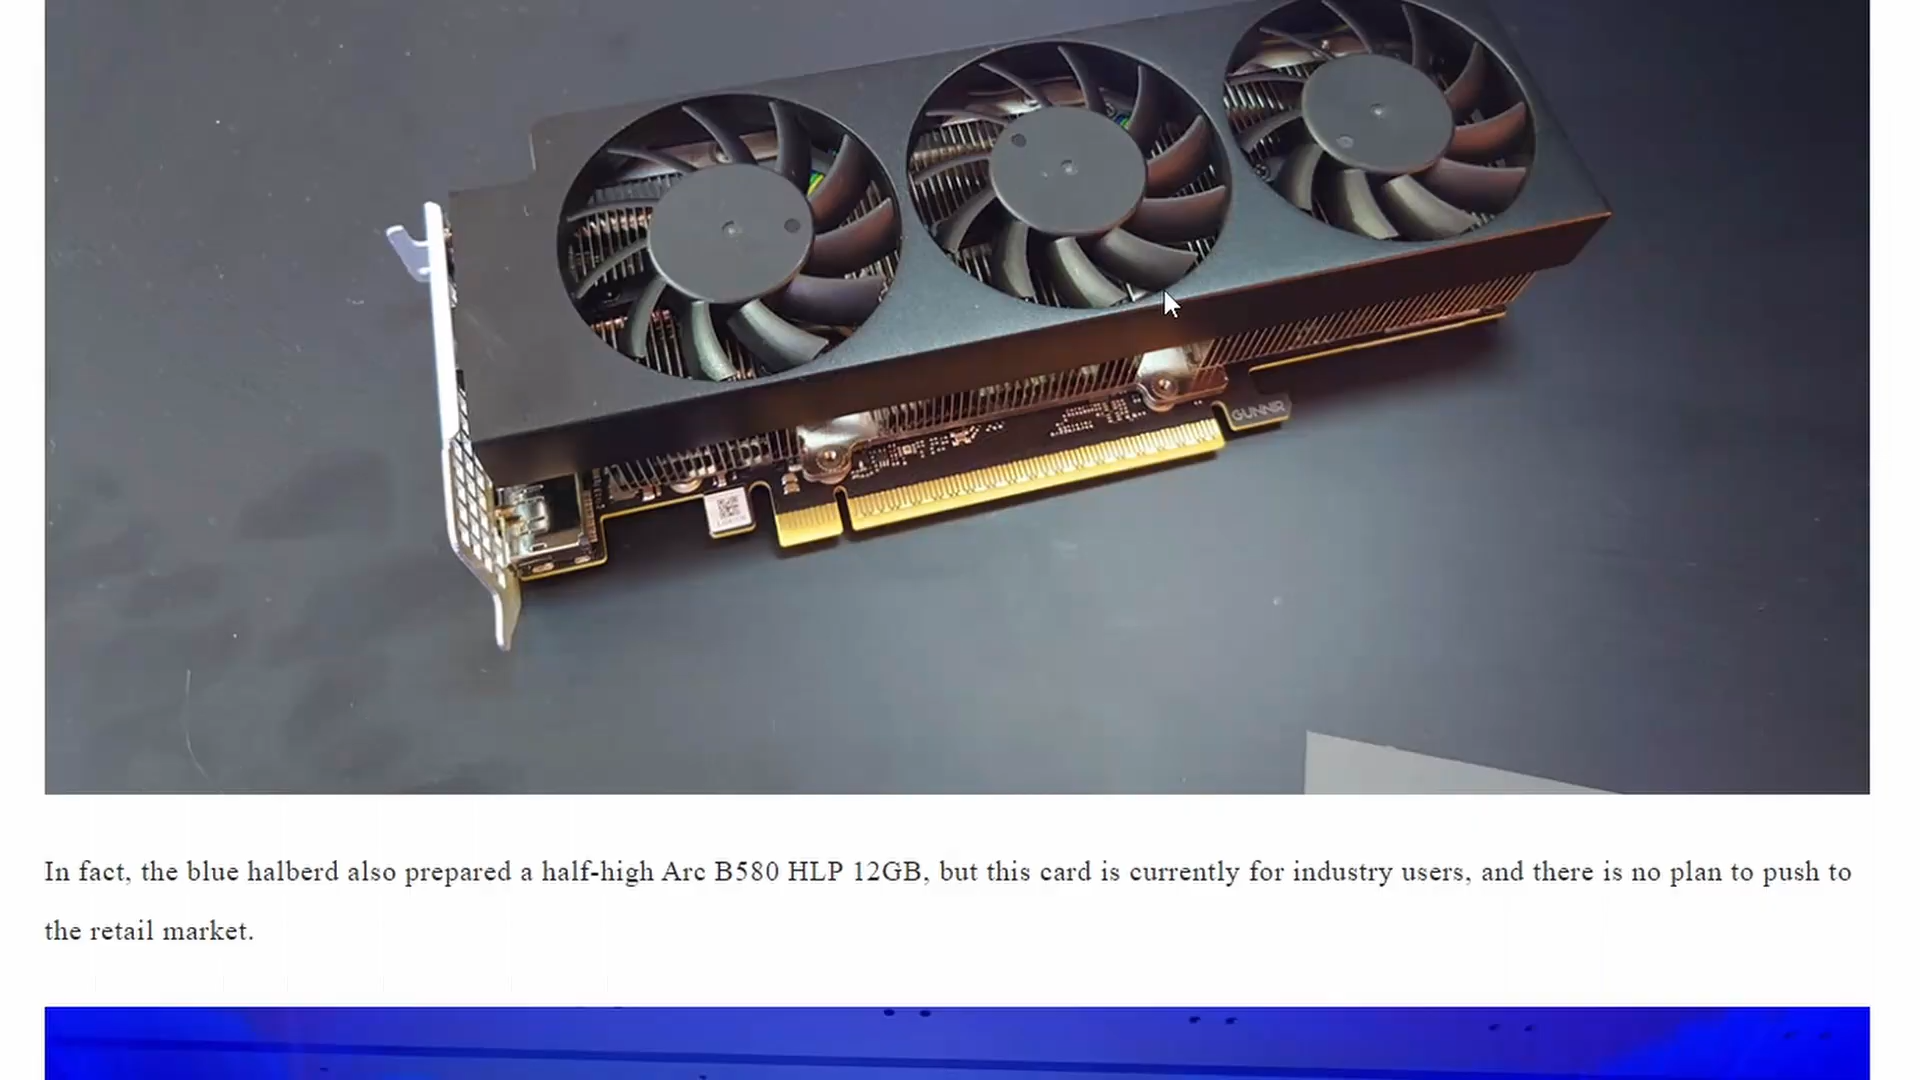 GUNNIR
In fact, the blue halberd also prepared a half-high Arc B580 HLP 12GB, but this card is currently for industry users, and there is no plan to push to
the retail market.